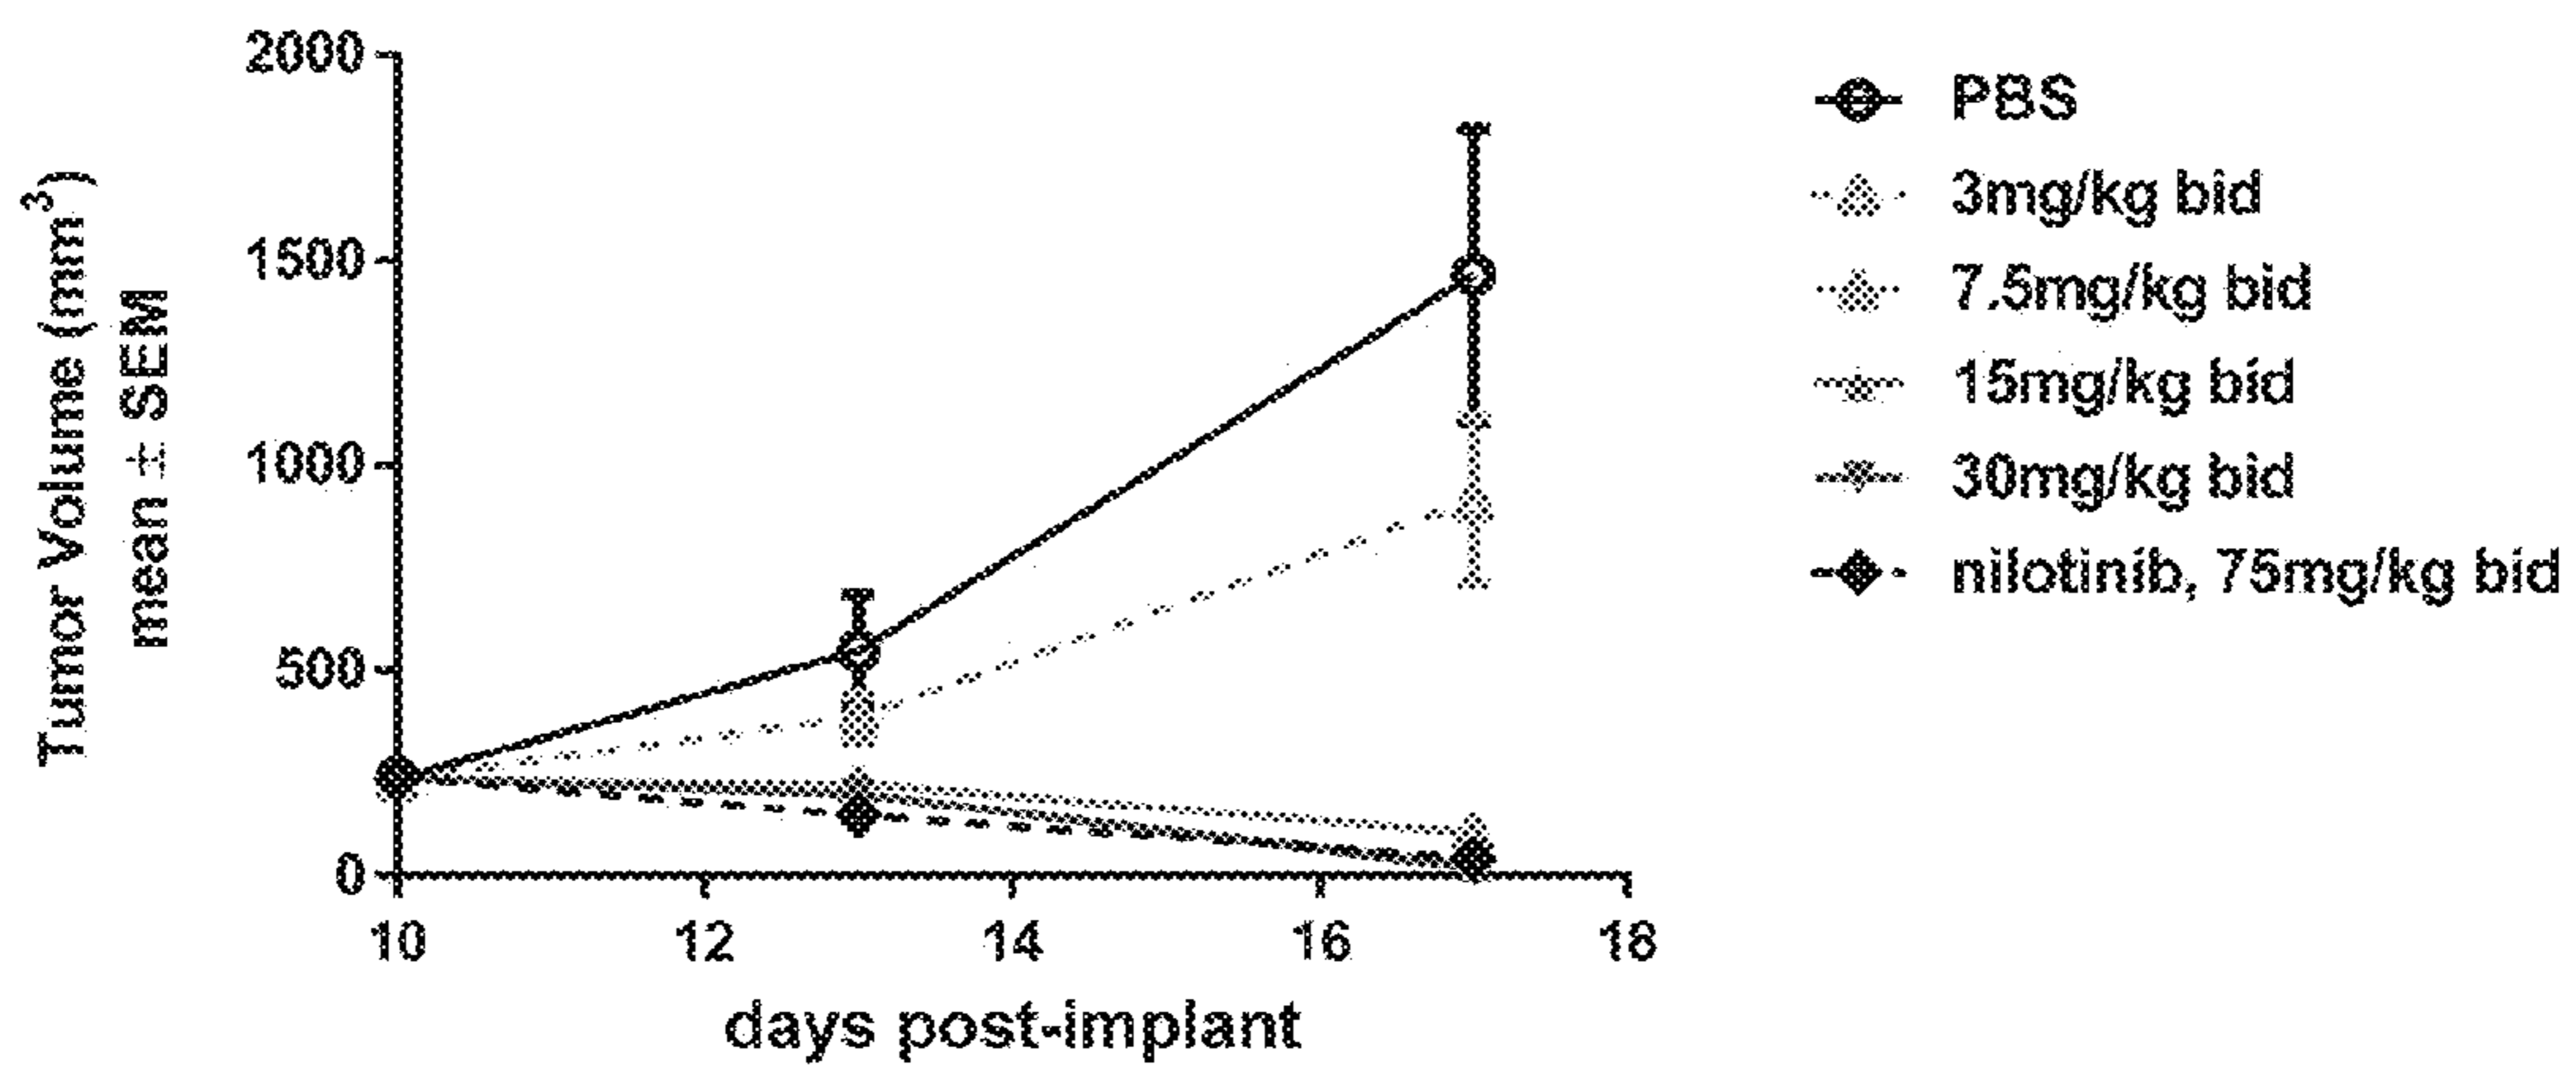 Tumor Volume (mm³)
mean ± SEM
2000
1500
1000
500
0
10 12 14 16 18
days post-implant
PBS
3mg/kg bid
7.5mg/kg bid
15mg/kg bid
30mg/kg bid
nilotinib, 75mg/kg bid